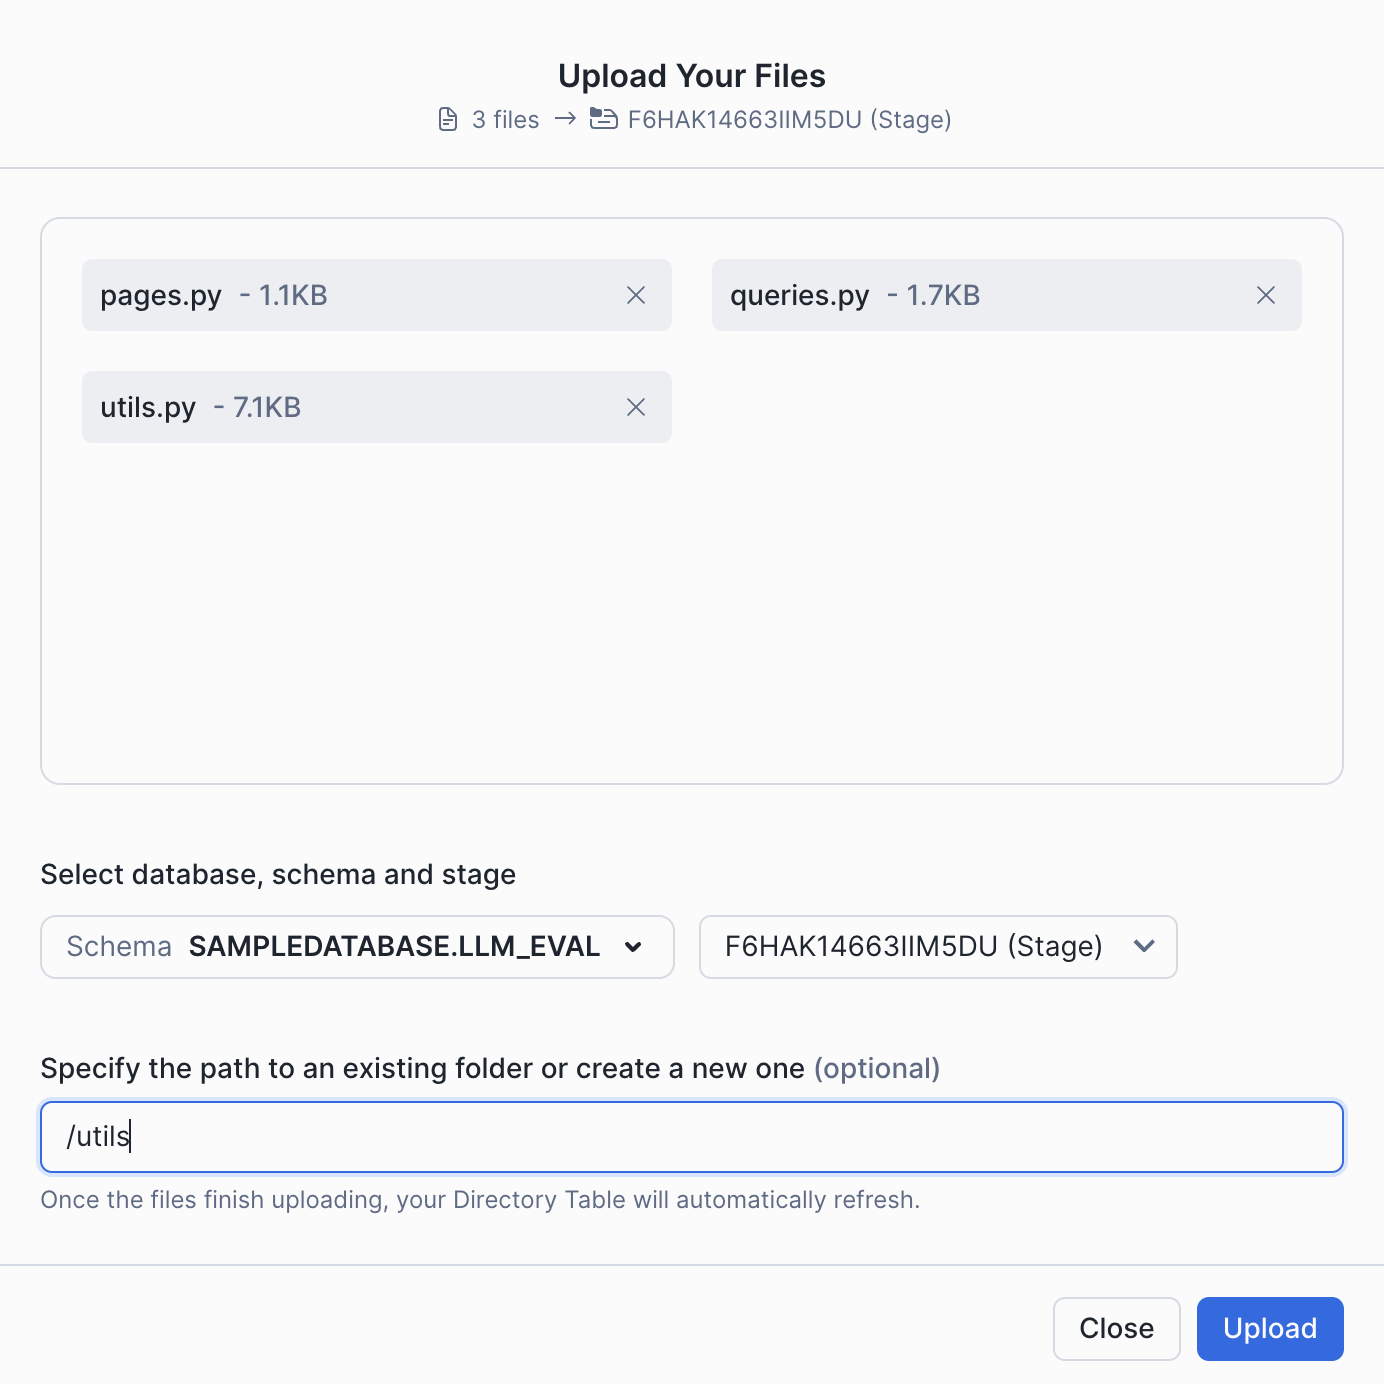 Upload Your Files
3 files → F6HAK14663IIM5DU (Stage)
pages.py - 1.1KB
queries.py - 1.7KB
utils.py - 7.1KB
Select database, schema and stage
Schema SAMPLEDATABASE.LLM_EVAL
F6HAK14663IIM5DU (Stage)
Specify the path to an existing folder or create a new one (optional)
/utils
Once the files finish uploading, your Directory Table will automatically refresh.
Close
Upload